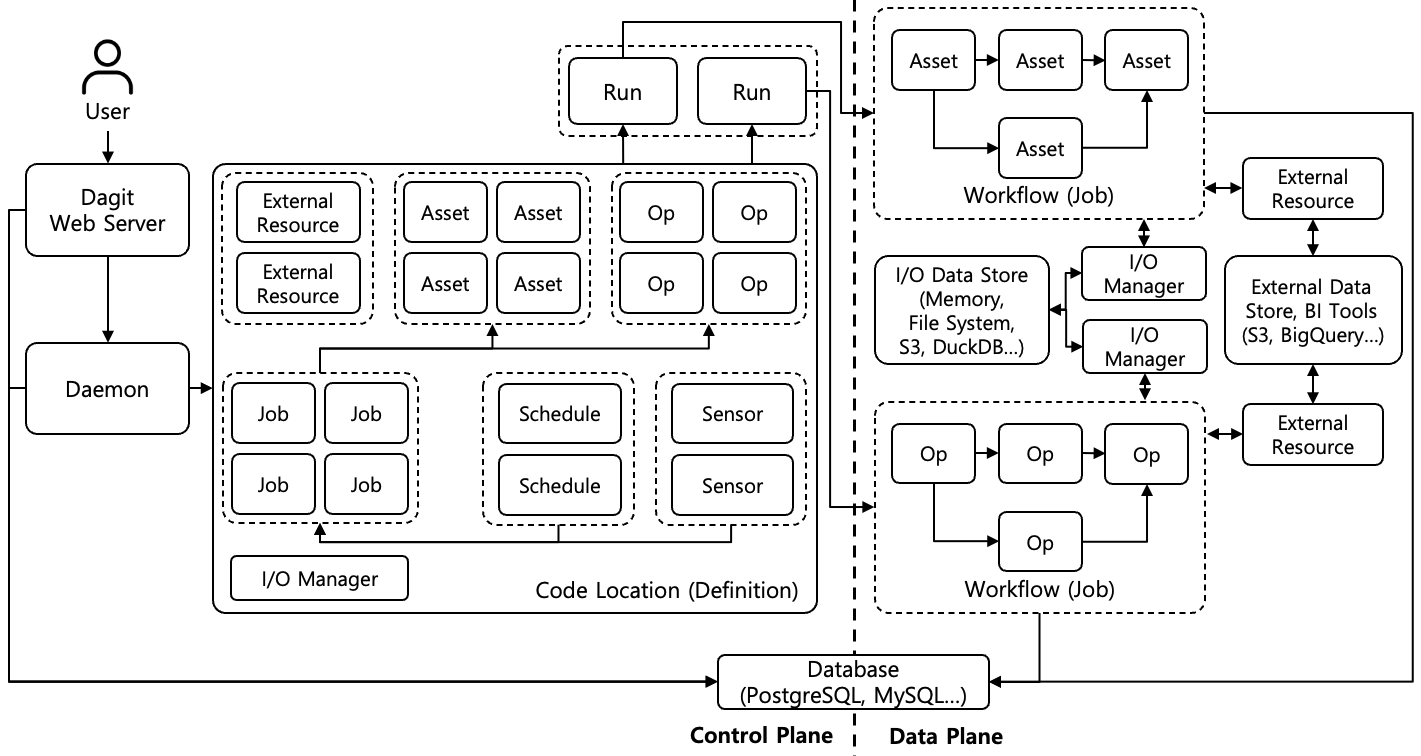 User
Dagit
Web Server
Daemon
Run
Run
External
Resource
External
Resource
Asset
Asset
Asset
Asset
Op
Op
Op
Op
Job
Job
Job
Job
Schedule
Schedule
Sensor
Sensor
I/O Manager
Code Location (Definition)
Asset
Asset
Asset
Asset
Workflow (Job)
External
Resource
I/O Data Store
(Memory,
File System,
S3, DuckDB...)
I/O
Manager
I/O
Manager
External Data
Store, BI Tools
(S3, BigQuery...)
External
Resource
Op
Op
Op
Op
Workflow (Job)
Database
(PostgreSQL, MySQL...)
Control Plane
Data Plane